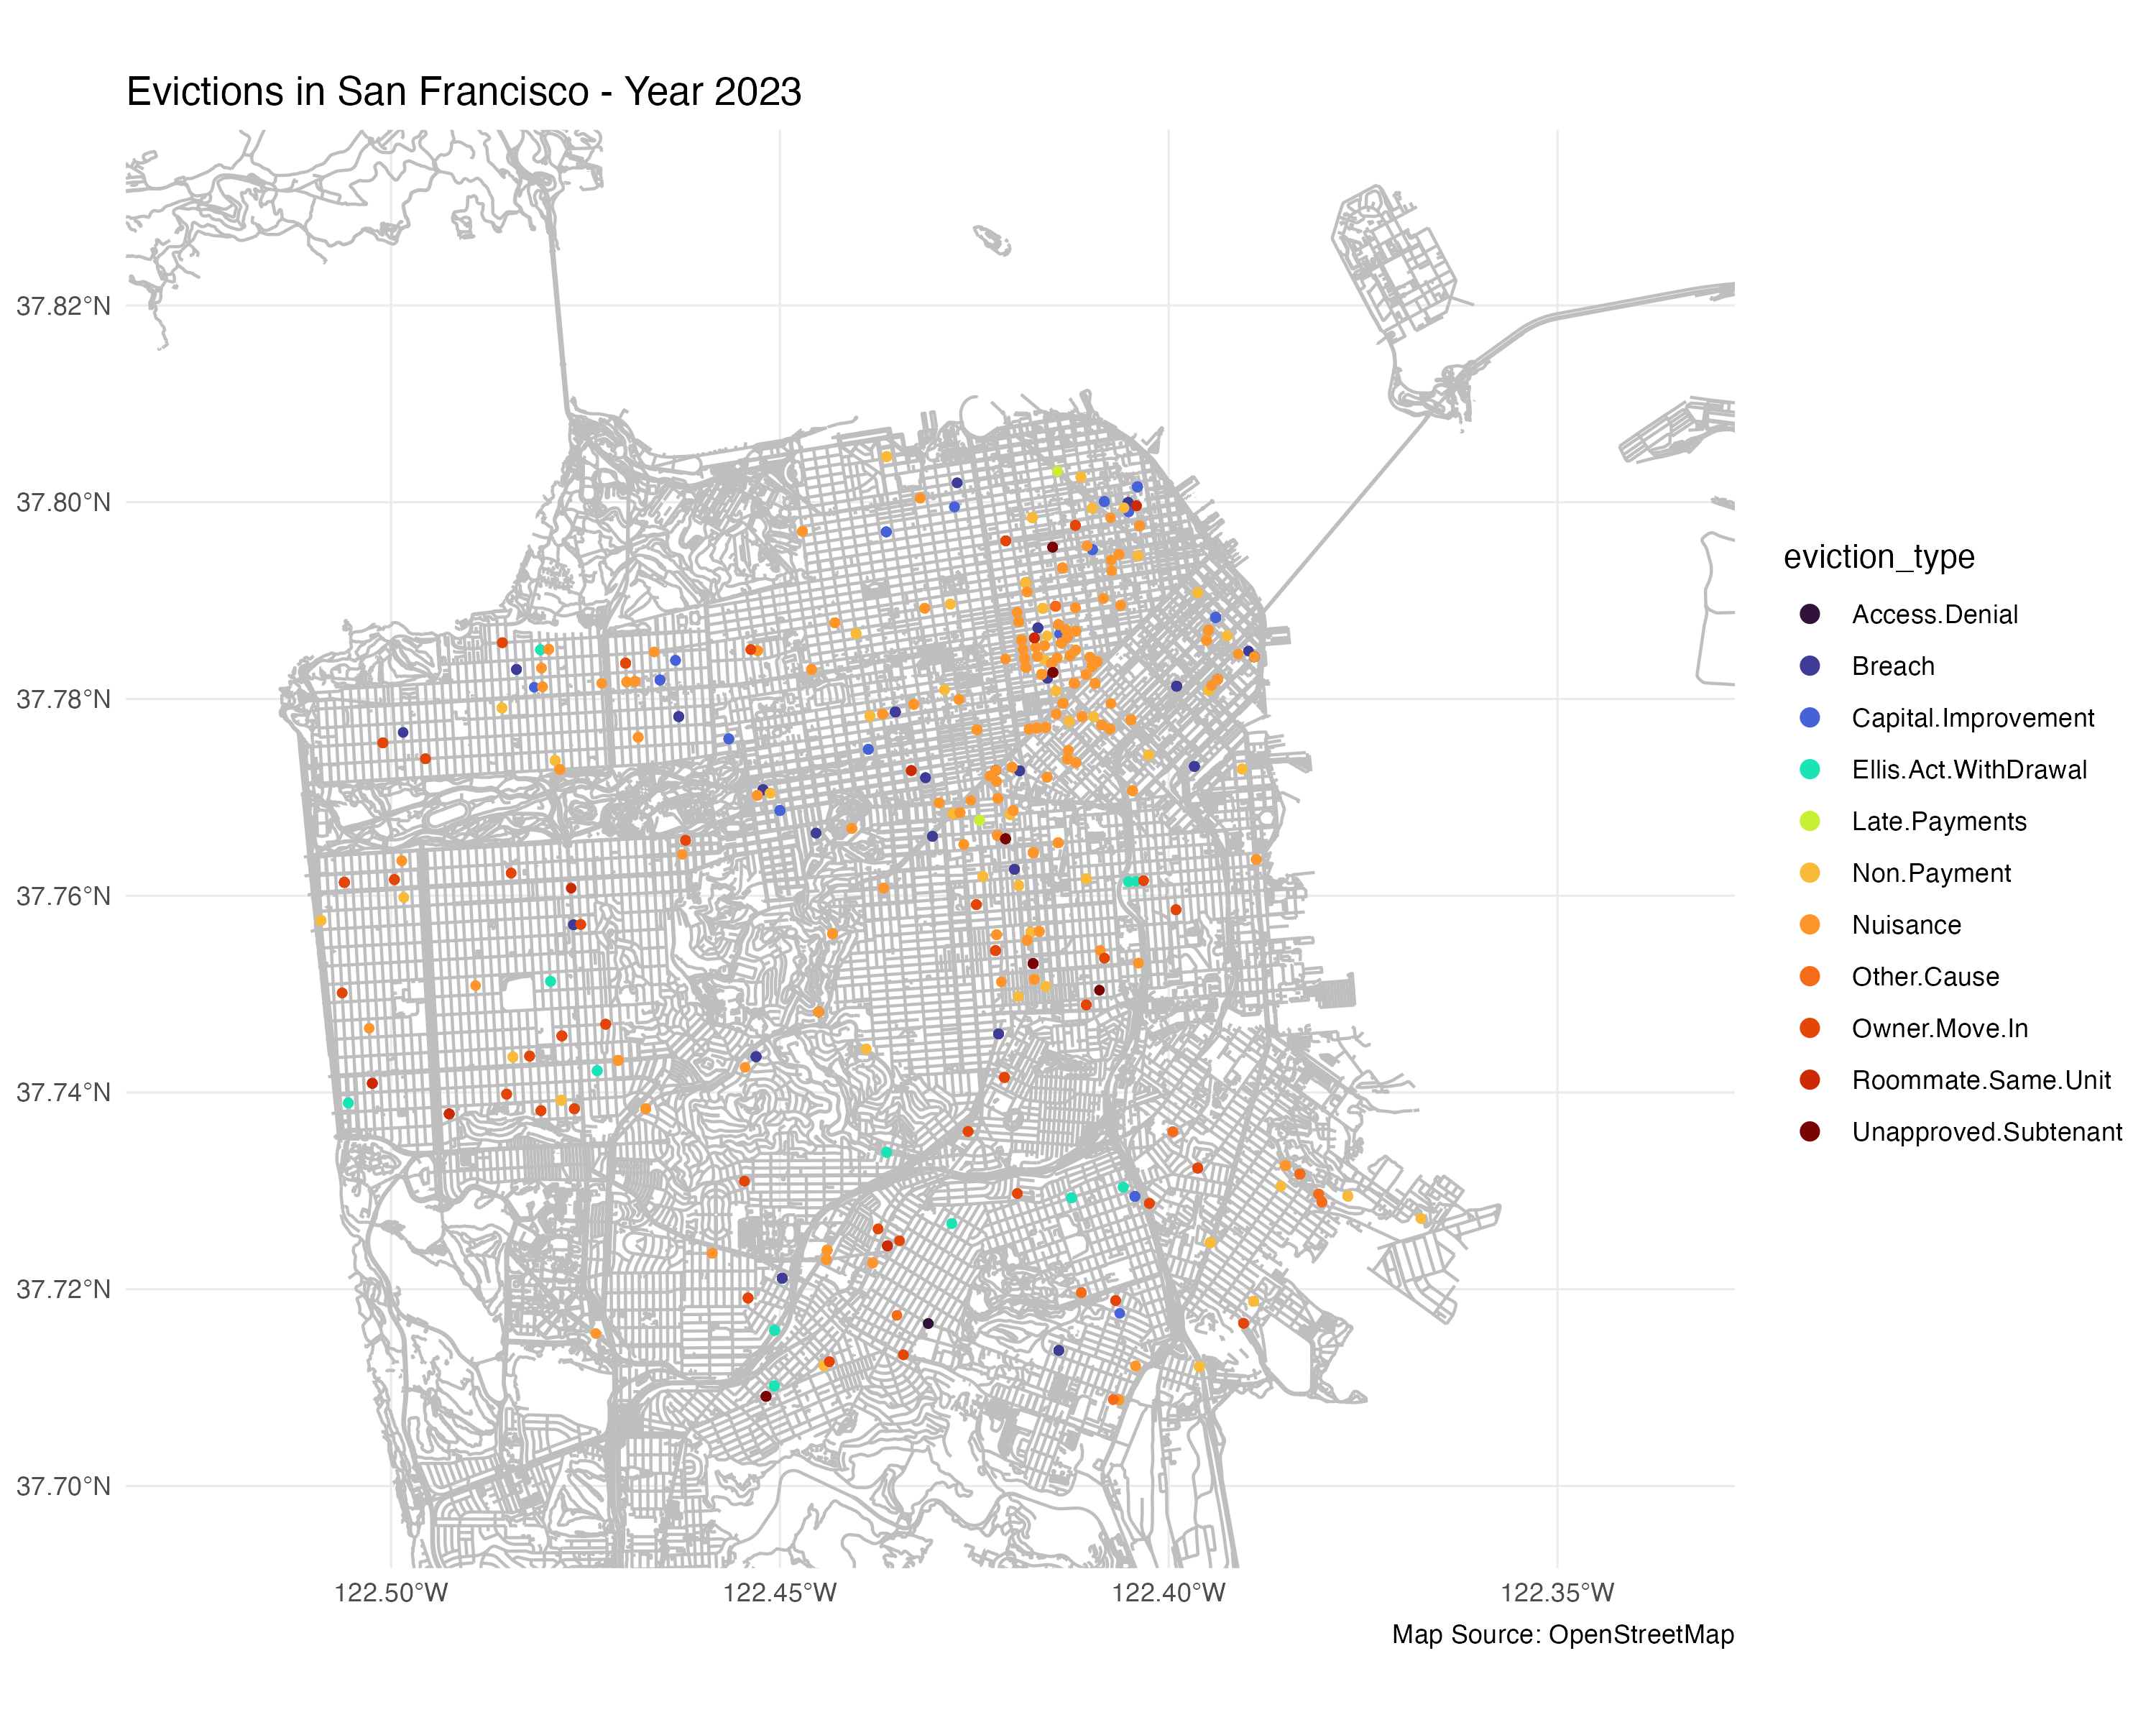 Evictions in San Francisco - Year 2023
37.82°N
37.80°N
37.78°N
37.76°N
37.74°N
37.72°N
37.70°N
122.50°W
122.45°W
122.40°W
122.35°W
eviction_type
Access.Denial
Breach
Capital.Improvement
Ellis.Act.WithDrawal
Late.Payments
Non.Payment
Nuisance
Other.Cause
Owner.Move.In
Roommate.Same.Unit
Unapproved.Subtenant
Map Source: OpenStreetMap